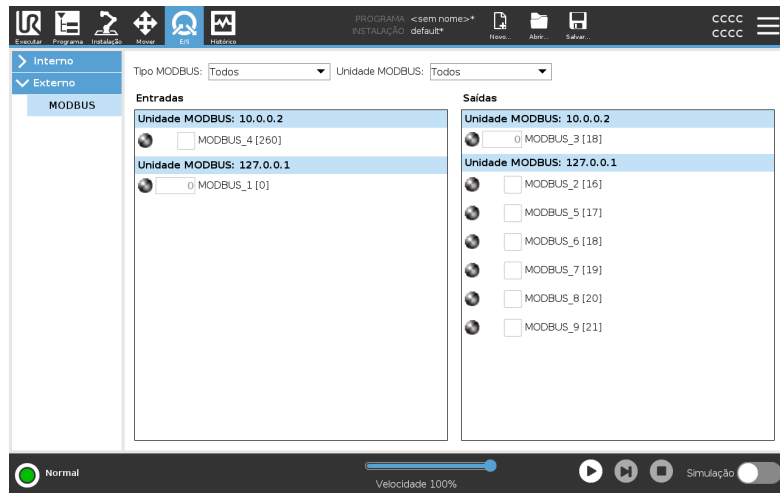 PROGRAMA <sem nome>*
INSTALAÇÃO default*
CCCC
CCCC
Executar Programa Instalação Mover E/S Histórico Novo... Abrir... Salvar...
Interno
Externo
MODBUS
Tipo MODBUS: Todos Unidade MODBUS: Todos
Entradas
Unidade MODBUS: 10.0.0.2
MODBUS_4 [260]
Unidade MODBUS: 127.0.0.1
0 MODBUS_1 [0]
Saídas
Unidade MODBUS: 10.0.0.2
0 MODBUS_3 [18]
Unidade MODBUS: 127.0.0.1
MODBUS_2 [16]
MODBUS_5 [17]
MODBUS_6 [18]
MODBUS_7 [19]
MODBUS_8 [20]
MODBUS_9 [21]
Normal
Velocidade 100%
Simulação